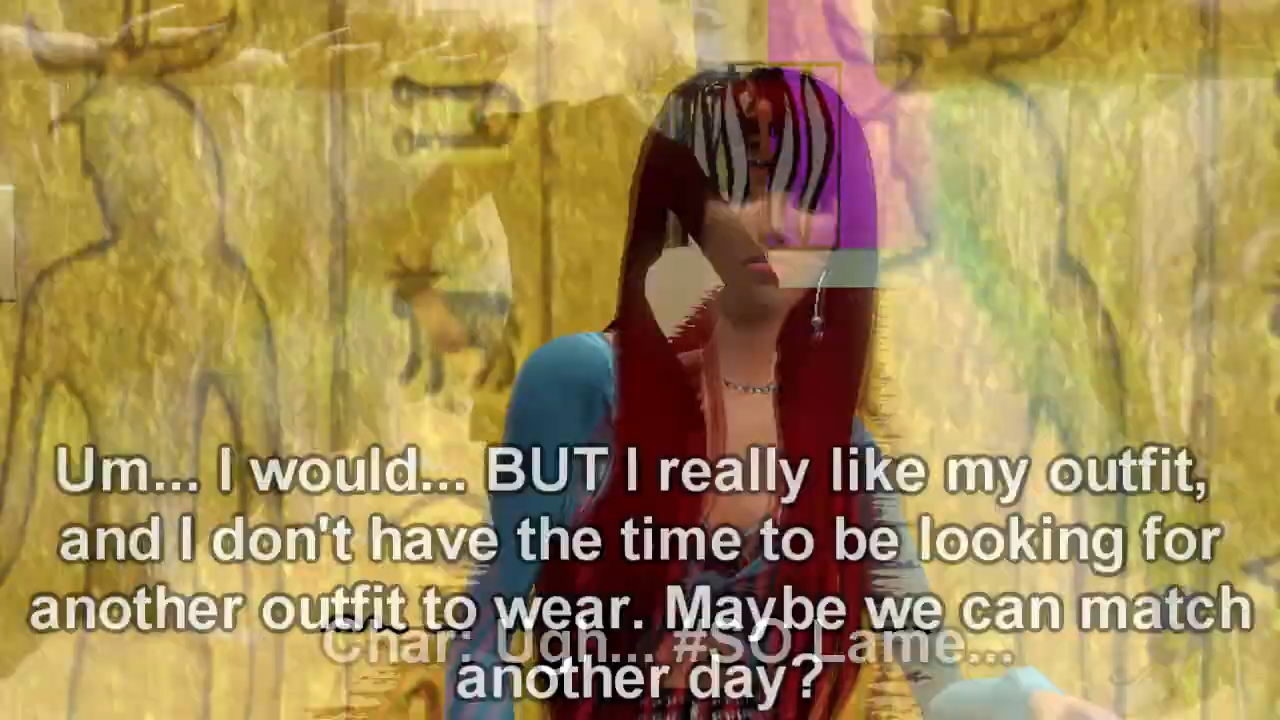 Um... I would... BUT I really like my outfit,
and I don't have the time to be looking for
another outfit to wear. Maybe we can match
Char: Ugh... #SO Lame...
another day?